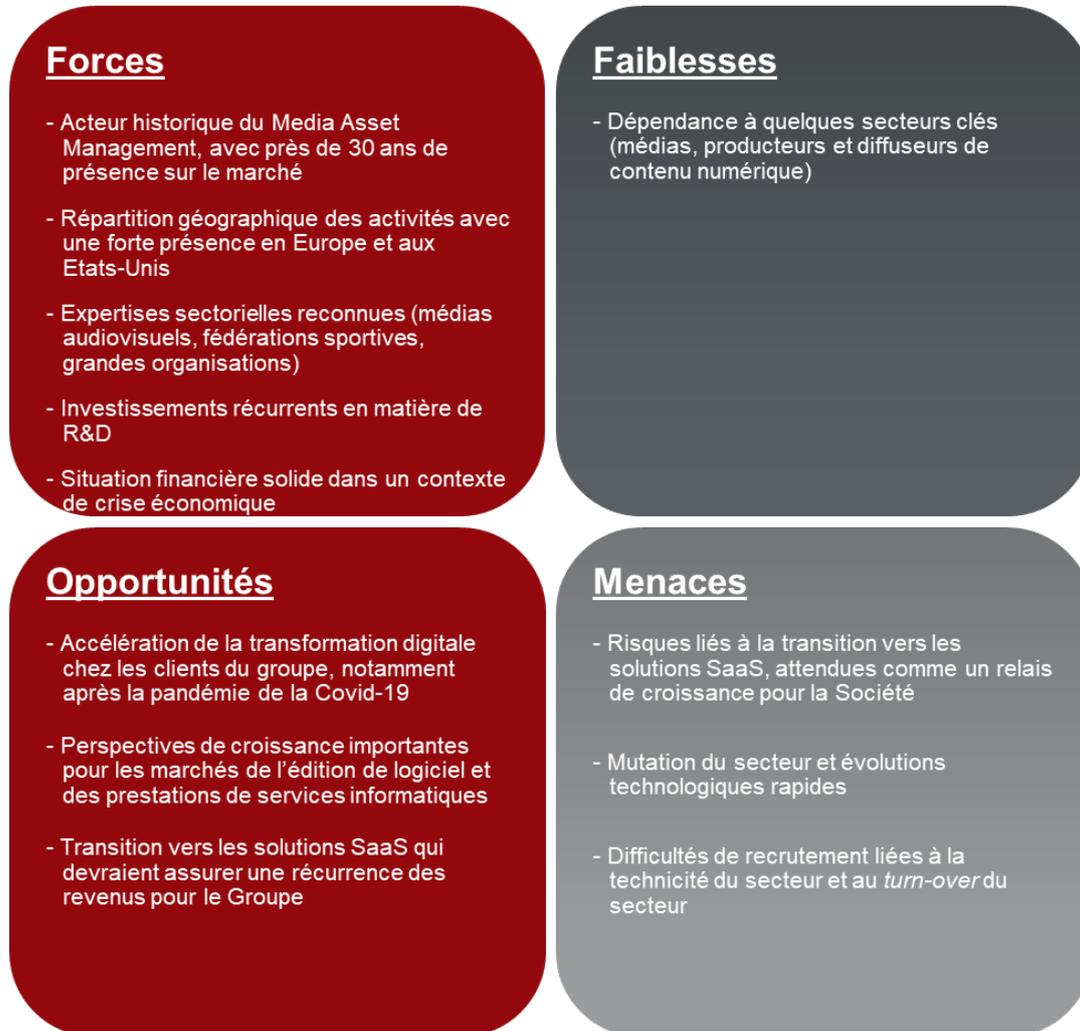 Forces
- Acteur historique du Media Asset
Management, avec près de 30 ans de
présence sur le marché
- Répartition géographique des activités avec
une forte présence en Europe et aux
Etats-Unis
- Expertises sectorielles reconnues (médias
audiovisuels, fédérations sportives,
grandes organisations)
- Investissements récurrents en matière de
R&D
- Situation financière solide dans un contexte
de crise économique
Faiblesses
- Dépendance à quelques secteurs clés
(médias, producteurs et diffuseurs de
contenu numérique)
Opportunités
- Accélération de la transformation digitale
chez les clients du groupe, notamment
après la pandémie de la Covid-19
- Perspectives de croissance importantes
pour les marchés de l’édition de logiciel et
des prestations de services informatiques
- Transition vers les solutions SaaS qui
devraient assurer une récurrence des
revenus pour le Groupe
Menaces
- Risques liés à la transition vers les
solutions SaaS, attendues comme un relais
de croissance pour la Société
- Mutation du secteur et évolutions
technologiques rapides
- Difficultés de recrutement liées à la
technicité du secteur et au turn-over du
secteur